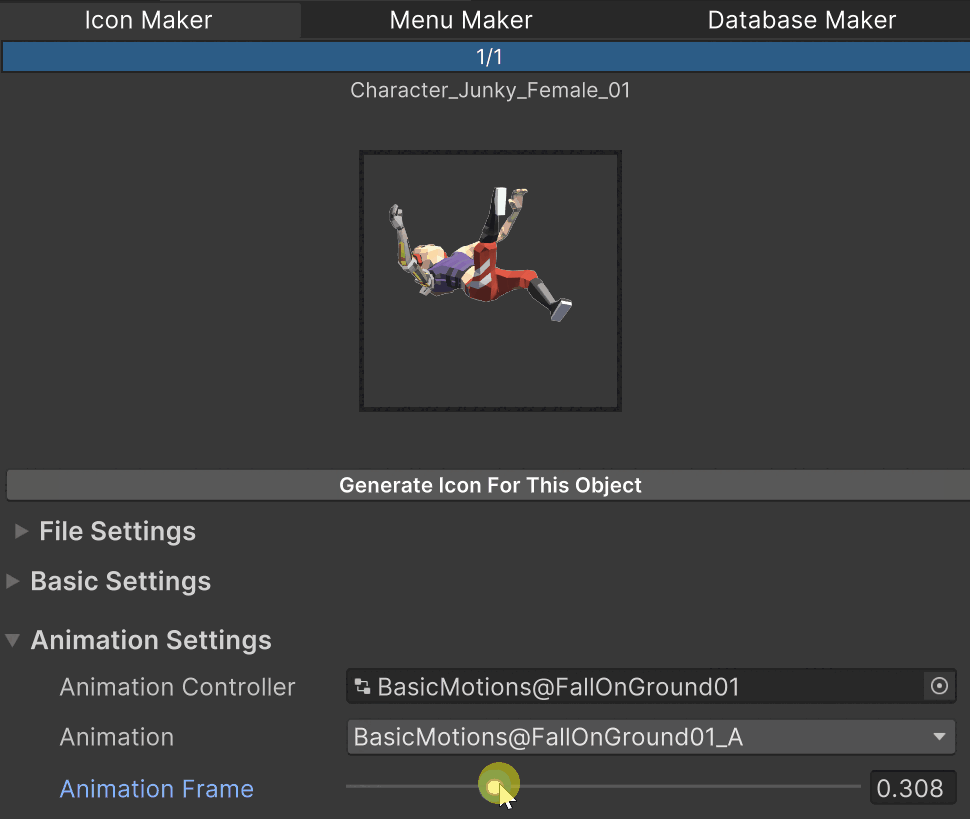 Icon Maker Menu Maker Database Maker
1/1
Character_Junky_Female_01
Generate Icon For This Object
File Settings
Basic Settings
Animation Settings
Animation Controller BasicMotions@FallOnGround01
Animation BasicMotions@FallOnGround01_A
Animation Frame 0.308